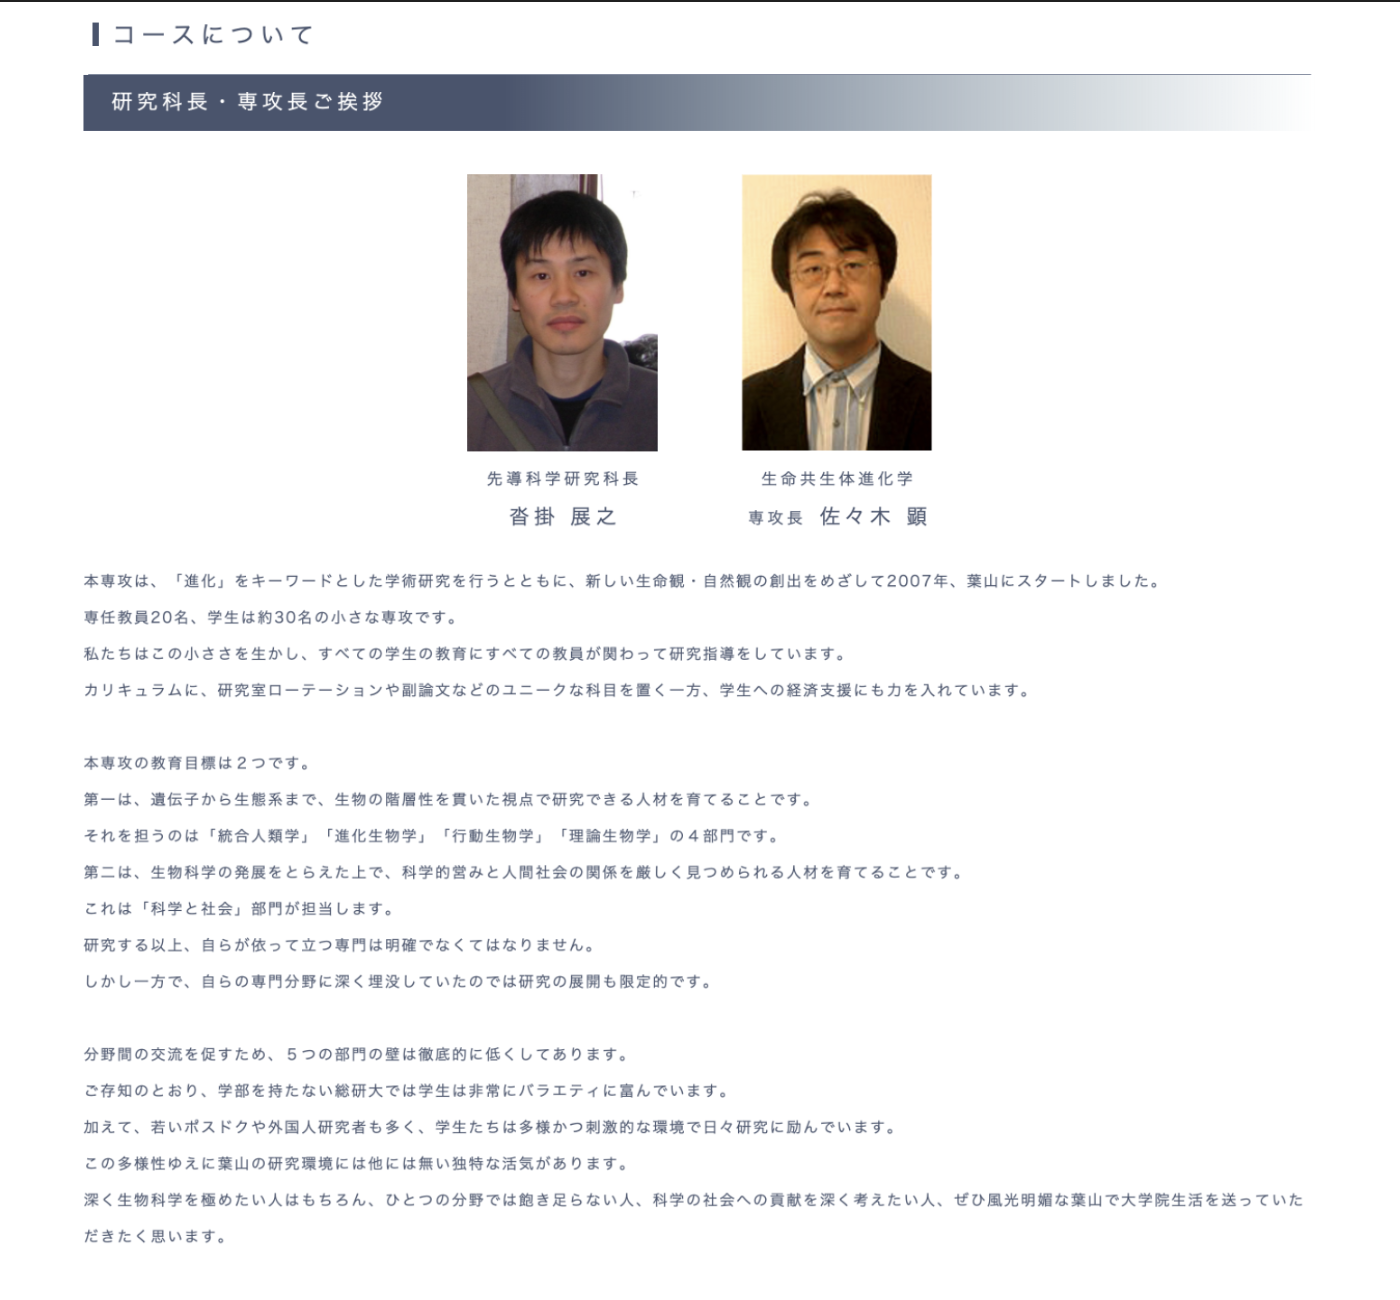 コースについて
研究科長・専攻長ご挨拶
先導科学研究科長
沓掛 展之
生命共生体進化学
専攻長 佐々木 顕
本専攻は、「進化」をキーワードとした学術研究を行うとともに、新しい生命観・自然観の創出をめざして2007年、葉山にスタートしました。
専任教員20名、学生は約30名の小さな専攻です。
私たちはこの小ささを生かし、すべての学生の教育にすべての教員が関わって研究指導をしています。
カリキュラムに、研究室ローテーションや副論文などのユニークな科目を置く一方、学生への経済支援にも力を入れています。
本専攻の教育目標は２つです。
第一は、遺伝子から生態系まで、生物の階層性を貫いた視点で研究できる人材を育てることです。
それを担うのは「統合人類学」「進化生物学」「行動生物学」「理論生物学」の４部門です。
第二は、生物科学の発展をとらえた上で、科学的営みと人間社会の関係を厳しく見つめられる人材を育てることです。
これは「科学と社会」部門が担当します。
研究する以上、自らが依って立つ専門は明確でなくてはなりません。
しかし一方で、自らの専門分野に深く埋没していたのでは研究の展開も限定的です。
分野間の交流を促すため、５つの部門の壁は徹底的に低くしてあります。
ご存知のとおり、学部を持たない総研大では学生は非常にバラエティに富んでいます。
加えて、若いポスドクや外国人研究者も多く、学生たちは多様かつ刺激的な環境で日々研究に励んでいます。
この多様性ゆえに葉山の研究環境には他には無い独特な活気があります。
深く生物科学を極めたい人はもちろん、ひとつの分野では飽き足らない人、科学の社会への貢献を深く考えたい人、ぜひ風光明媚な葉山で大学院生活を送っていた
だきたく思います。